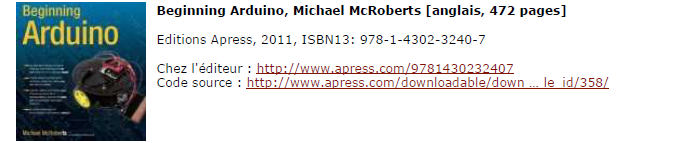 Beginning
Arduino
Michael McRoberts
Beginning Arduino, Michael McRoberts [anglais, 472 pages]
Editions Apress, 2011, ISBN13: 978-1-4302-3240-7
Chez l'éditeur : http://www.apress.com/9781430232407
Code source : http://www.apress.com/downloadable/down ... le_id/358/